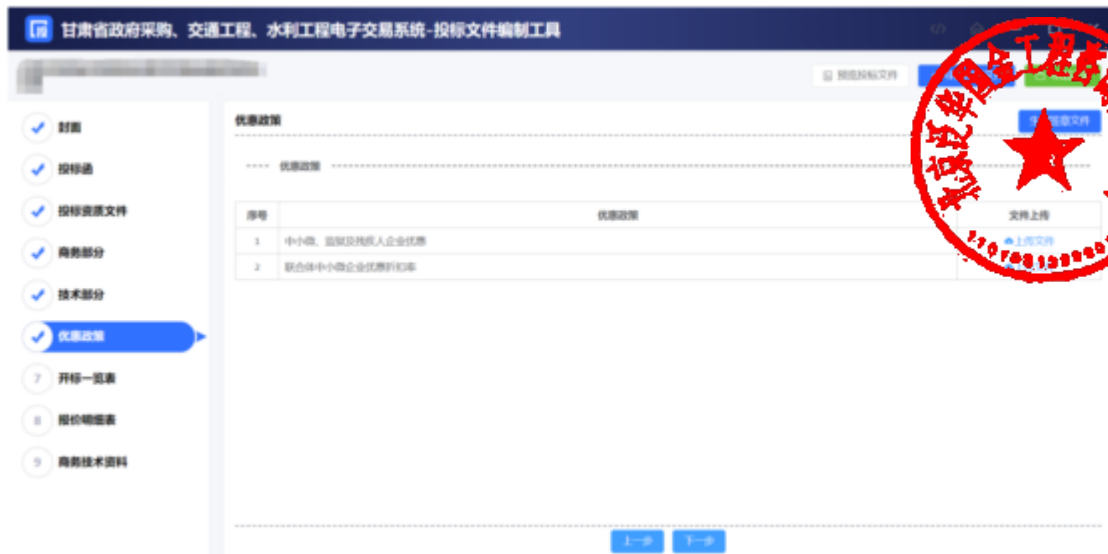 甘肃省政府采购、交通工程、水利工程电子交易系统-投标文件编制工具
预览投标文件
封面
投标函
投标资质文件
商务部分
技术部分
优惠政策
7 开标一览表
8 报价明细表
9 商务技术资料
优惠政策
优惠政策
序号 优惠政策 文件上传
1 中小微、监狱及残疾人企业优惠 上传文件
2 联合体中小微企业优惠折扣率
上一步 下一步